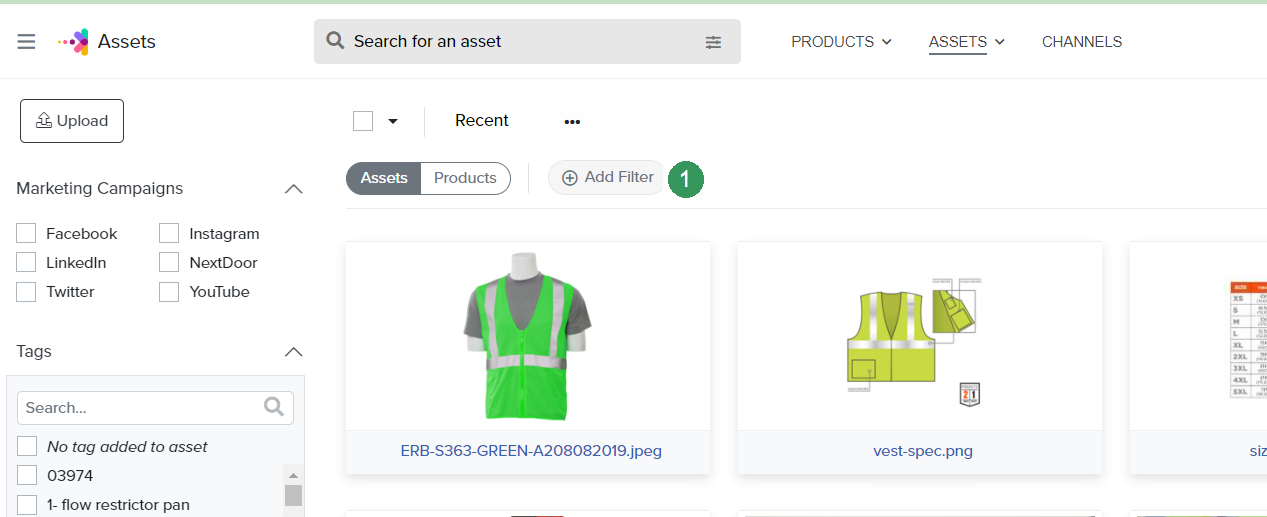 Assets
Search for an asset
PRODUCTS
ASSETS
CHANNELS
Upload
Recent
•••
Assets
Products
Add Filter
1
Marketing Campaigns
Facebook
Instagram
LinkedIn
NextDoor
Twitter
YouTube
Tags
Search...
No tag added to asset
03974
1- flow restrictor pan
ERB-S363-GREEN-A208082019.jpeg
vest-spec.png
21
SIZE
XS
S
M
L
XL
2XL
3XL
4XL
5XL